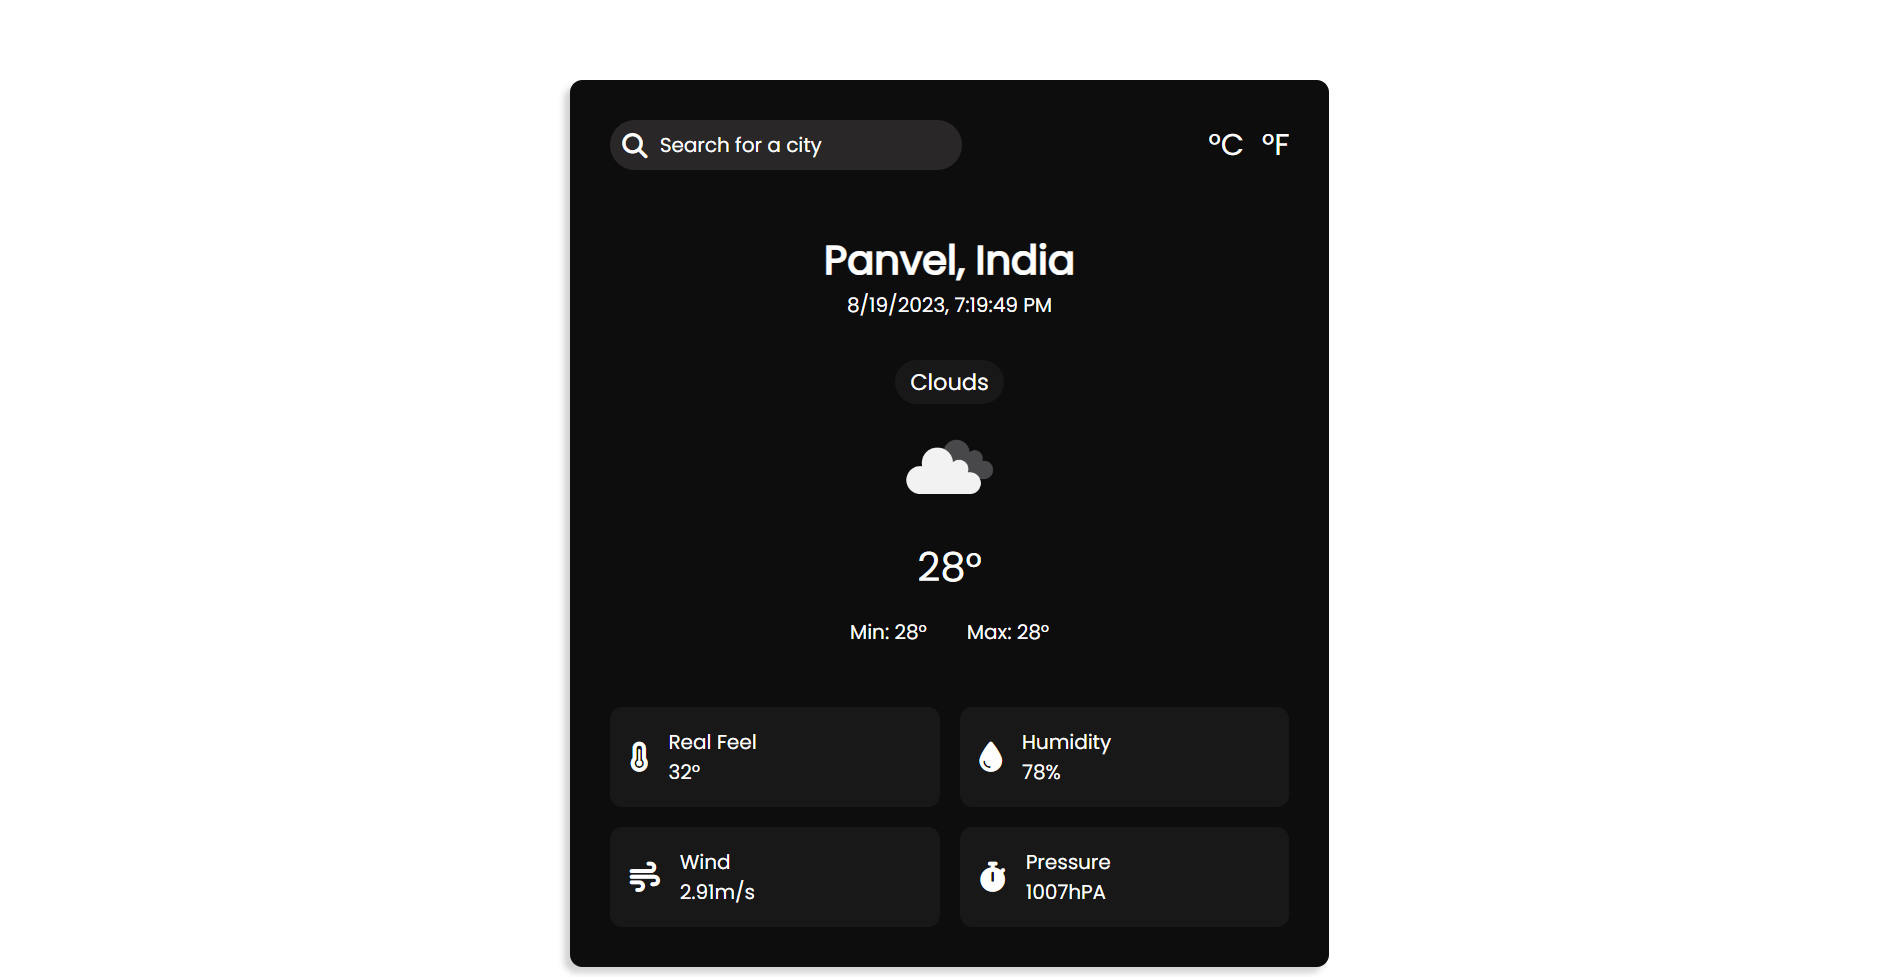 Search for a city
°C °F
Panvel, India
8/19/2023, 7:19:49 PM
Clouds
28°
Min: 28° Max: 28°
Real Feel
32°
Humidity
78%
Wind
2.91m/s
Pressure
1007hPA